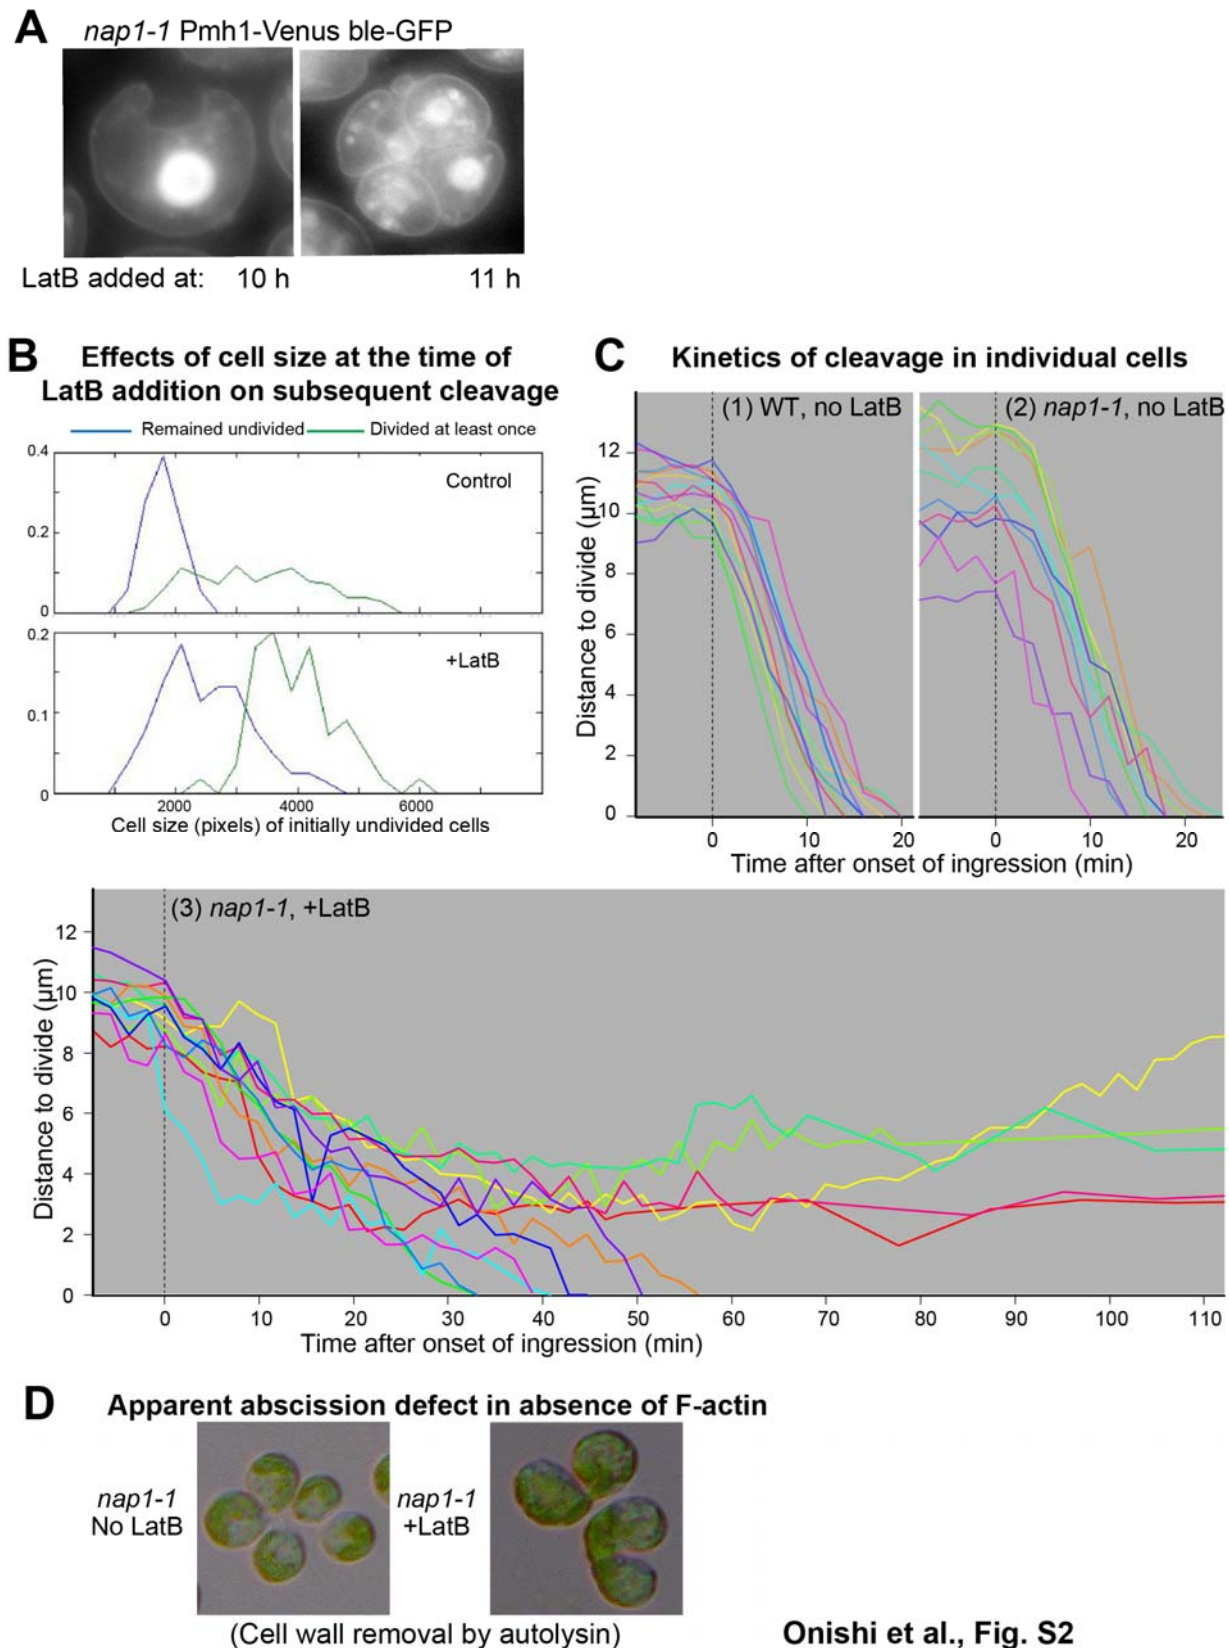 A
nap1-1 Pmh1-Venus ble-GFP
LatB added at: 10 h 11 h
B
Effects of cell size at the time of
LatB addition on subsequent cleavage
Remained undivided Divided at least once
0.4
Control
0.2
0
0.2
+LatB
0.1
0
2000 4000 6000
Cell size (pixels) of initially undivided cells
C
Kinetics of cleavage in individual cells
(1) WT, no LatB
(2) nap1-1, no LatB
Distance to divide (µm)
12
10
8
6
4
2
0
0 10 20 0 10 20
Time after onset of ingression (min)
(3) nap1-1, +LatB
Distance to divide (µm)
12
10
8
6
4
2
0
0 10 20 30 40 50 60 70 80 90 100 110
Time after onset of ingression (min)
D
Apparent abscission defect in absence of F-actin
nap1-1
No LatB
nap1-1
+LatB
(Cell wall removal by autolysin)
Onishi et al., Fig. S2